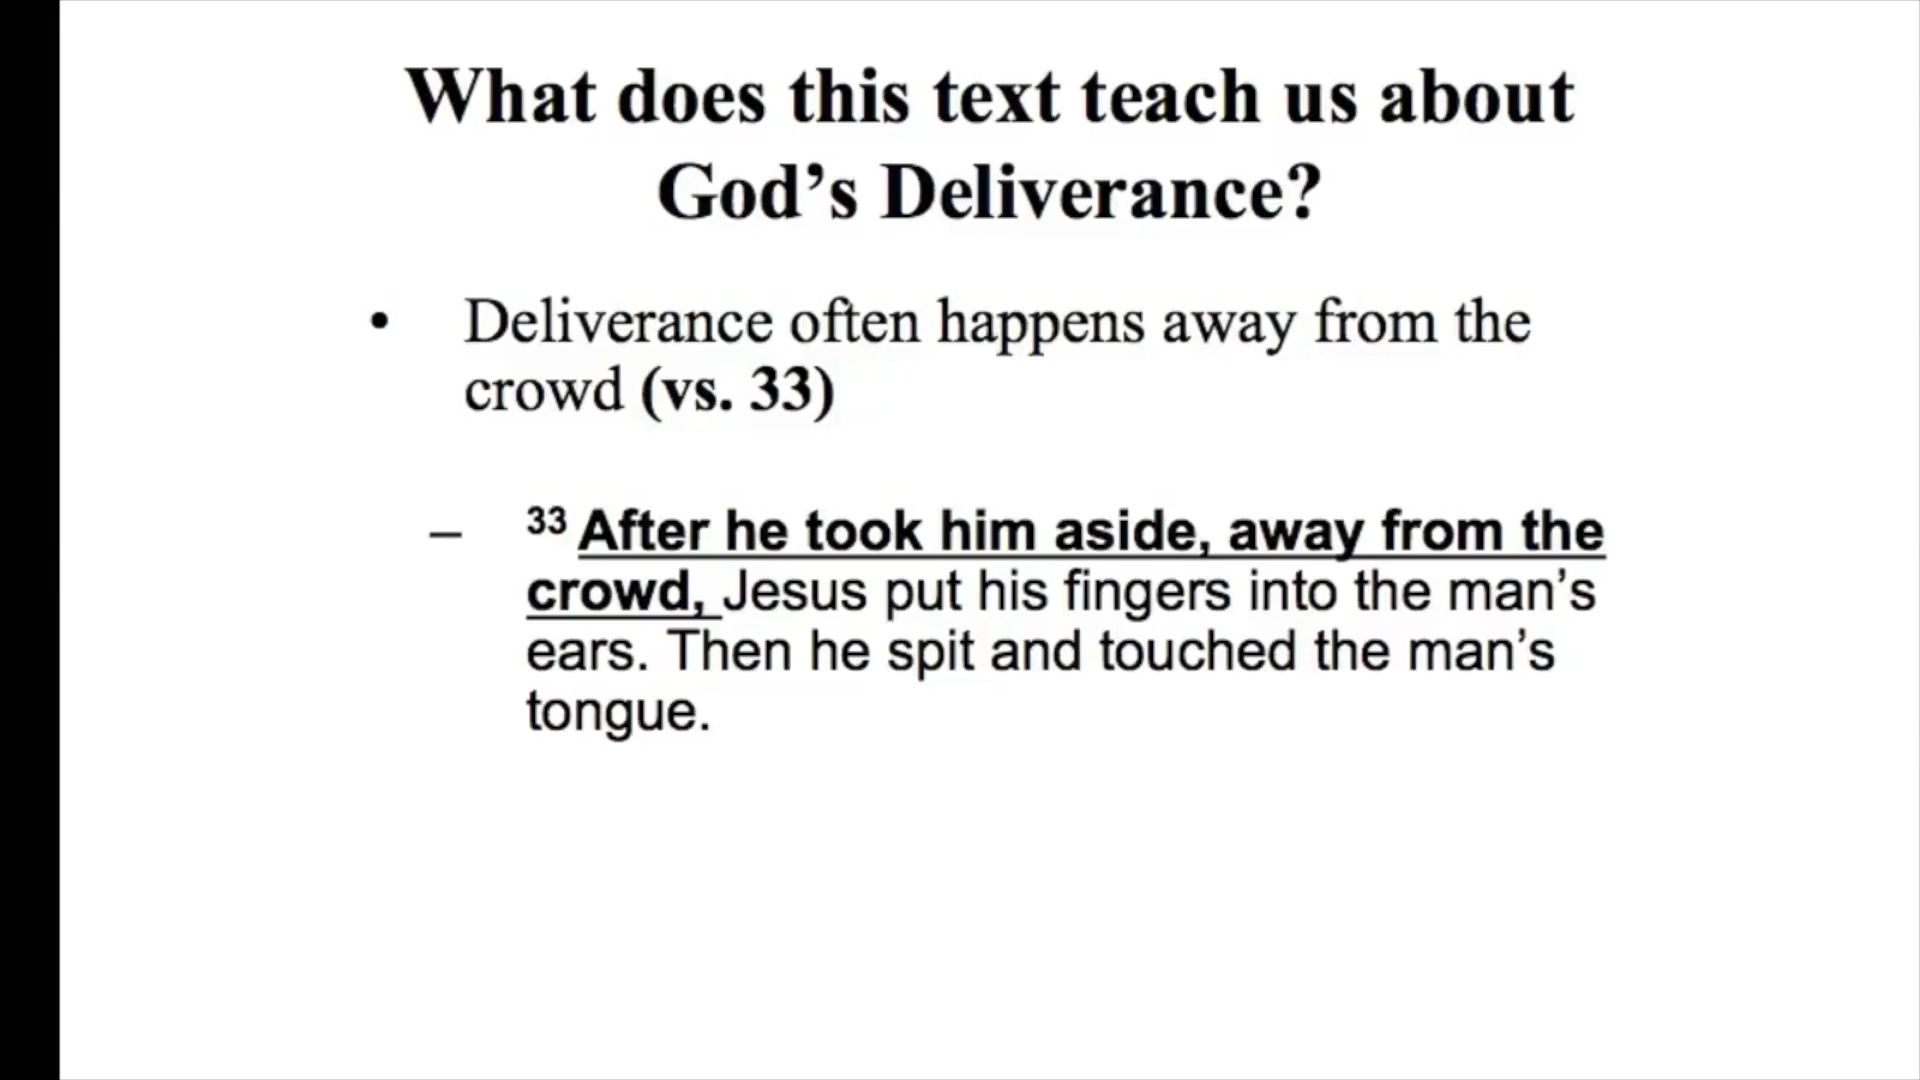 What does this text teach us about
God’s Deliverance?
• Deliverance often happens away from the
crowd (vs. 33)
– 33 After he took him aside, away from the
crowd, Jesus put his fingers into the man’s
ears. Then he spit and touched the man’s
tongue.